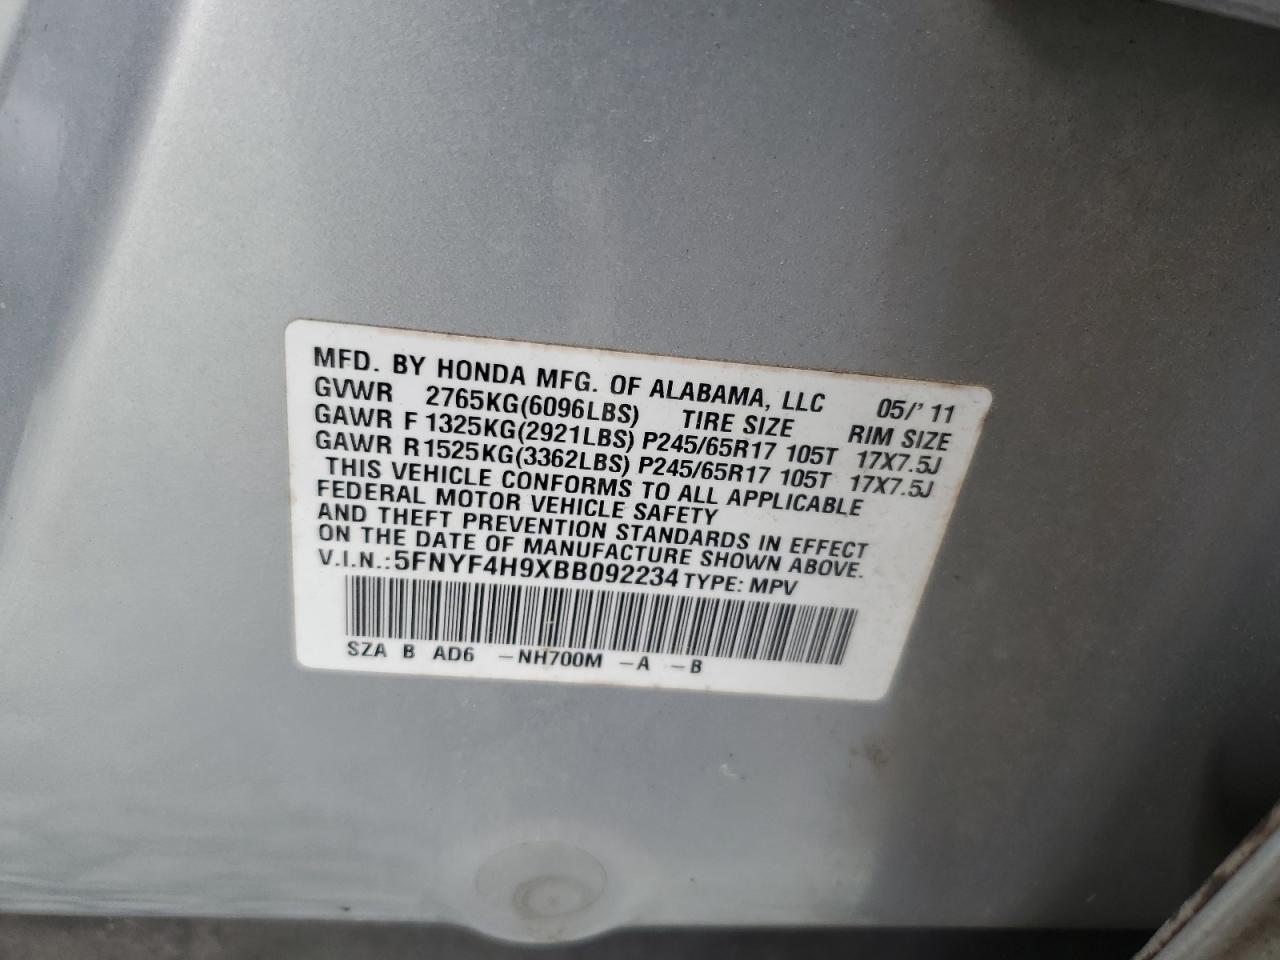 MFD. BY HONDA MFG. OF ALABAMA, LLC 05/'11
GVWR 2765KG(6096LBS) TIRE SIZE RIM SIZE
GAWR F 1325KG(2921LBS) P245/65R17 105T 17X7.5J
GAWR R1525KG(3362LBS) P245/65R17 105T 17X7.5J
THIS VEHICLE CONFORMS TO ALL APPLICABLE
FEDERAL MOTOR VEHICLE SAFETY
AND THEFT PREVENTION STANDARDS IN EFFECT
ON THE DATE OF MANUFACTURE SHOWN ABOVE.
V.I.N.:5FNYF4H9XBB092234 TYPE: MPV
SZA B AD6 -NH700M -A -B